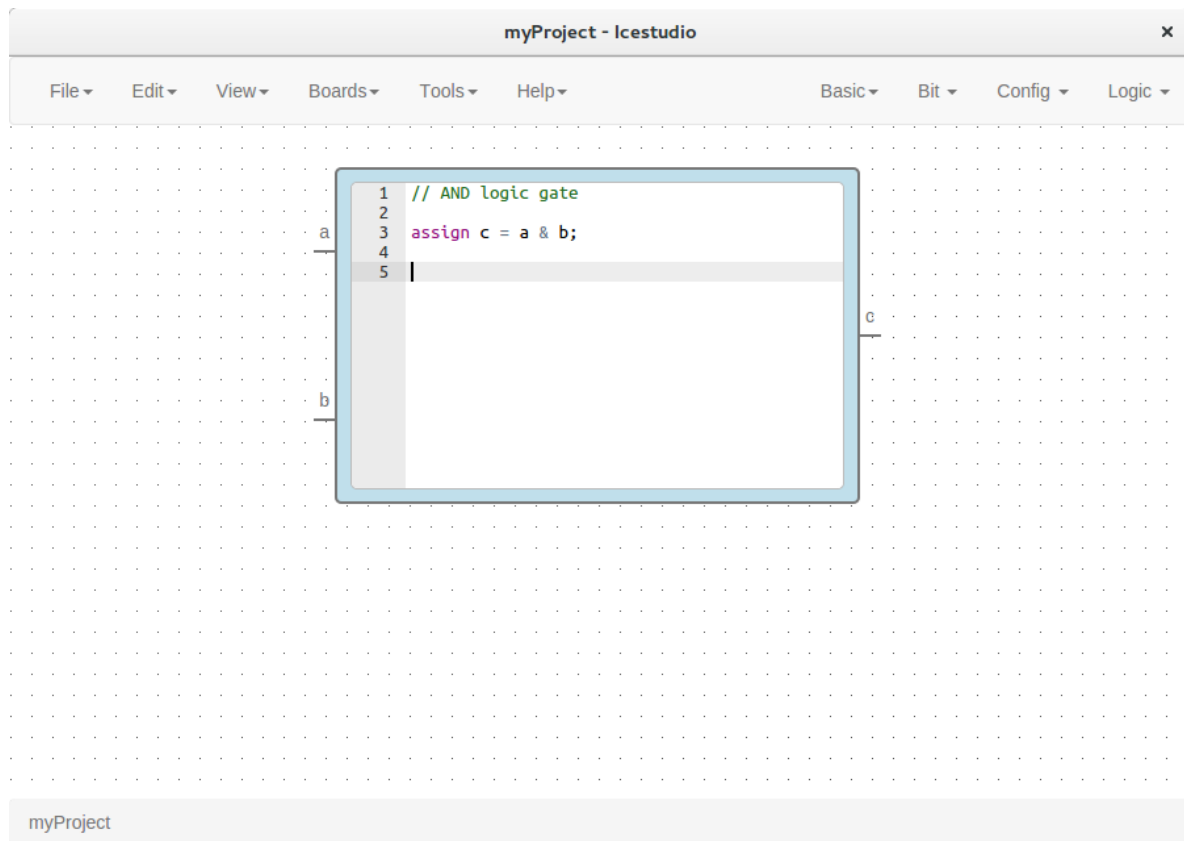 myProject - Icestudio ×
File Edit View Boards Tools Help Basic Bit Config Logic
1 // AND logic gate
2
a 3 assign c = a & b;
4
5
c
b
myProject